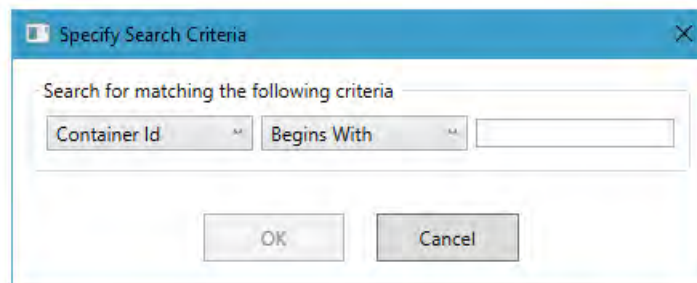 Specify Search Criteria
Search for matching the following criteria
Container Id Begins With
OK Cancel